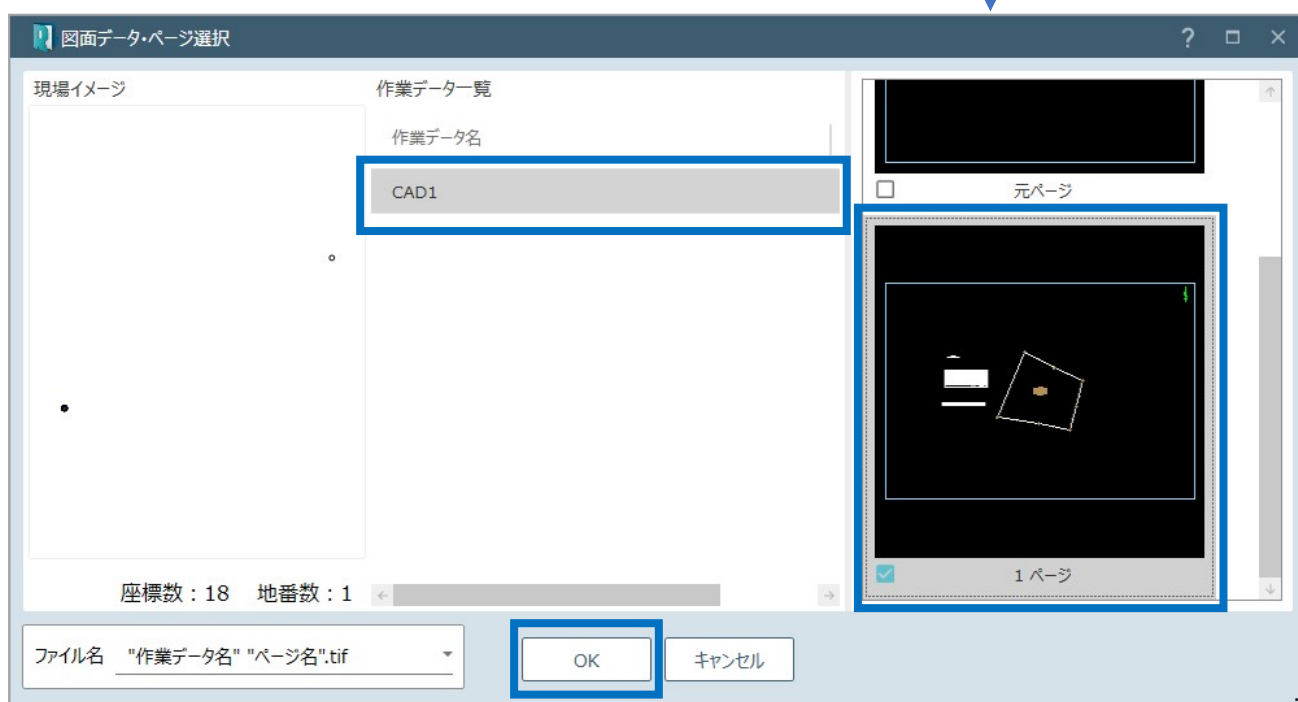 図面データ・ページ選択
現場イメージ
作業データ一覧
作業データ名
CAD1
元ページ
1 ページ
座標数：18 地番数：1
ファイル名 "作業データ名" "ページ名".tif
OK
キャンセル